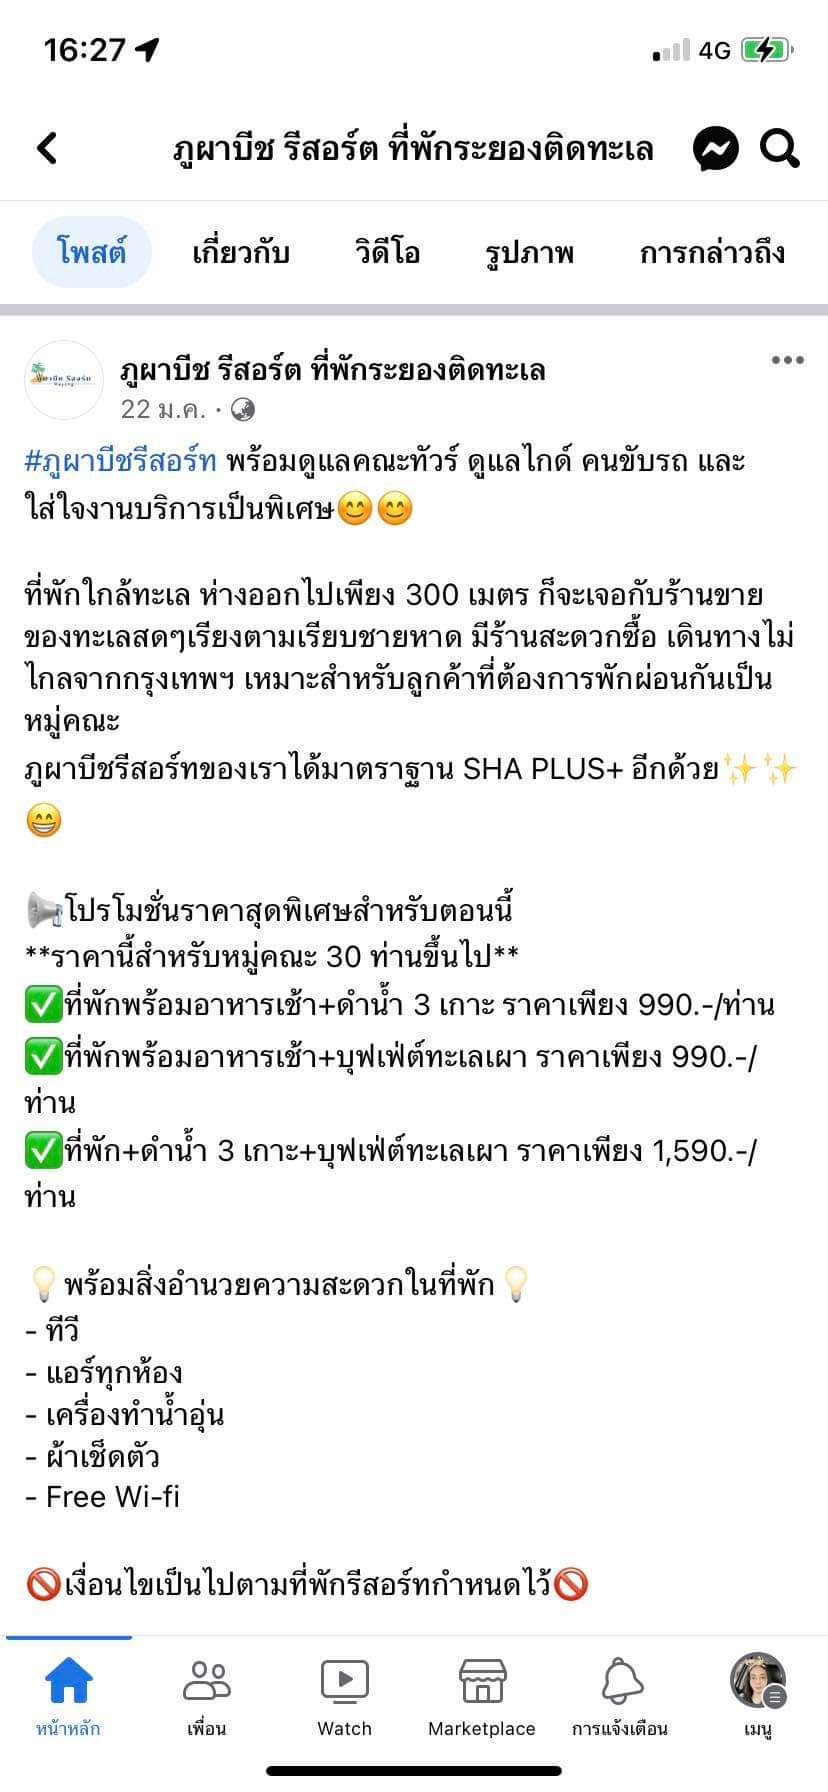 16:27
4G
ภูผาบีช รีสอร์ต ที่พักระยองติดทะเล
โพสต์ เกี่ยวกับ วิดีโอ รูปภาพ การกล่าวถึง
ภูผาบีช รีสอร์ต ที่พักระยองติดทะเล
22 ม.ค. ·
#ภูผาบีชรีสอร์ท พร้อมดูแลคณะทัวร์ ดูแลไกด์ คนขับรถ และ
ใส่ใจงานบริการเป็นพิเศษ😊😊
ที่พักใกล้ทะเล ห่างออกไปเพียง 300 เมตร ก็จะเจอกับร้านขาย
ของทะเลสดๆเรียงตามเรียบชายหาด มีร้านสะดวกซื้อ เดินทางไม่
ไกลจากกรุงเทพฯ เหมาะสำหรับลูกค้าที่ต้องการพักผ่อนกันเป็น
หมู่คณะ
ภูผาบีชรีสอร์ทของเราได้มาตราฐาน SHA PLUS+ อีกด้วย✨✨
😁
📢โปรโมชั่นราคาสุดพิเศษสำหรับตอนนี้
**ราคานี้สำหรับหมู่คณะ 30 ท่านขึ้นไป**
✅ที่พักพร้อมอาหารเช้า+ดำน้ำ 3 เกาะ ราคาเพียง 990.-/ท่าน
✅ที่พักพร้อมอาหารเช้า+บุฟเฟ่ต์ทะเลเผา ราคาเพียง 990.-/
ท่าน
✅ที่พัก+ดำน้ำ 3 เกาะ+บุฟเฟ่ต์ทะเลเผา ราคาเพียง 1,590.-/
ท่าน
💡พร้อมสิ่งอำนวยความสะดวกในที่พัก💡
- ทีวี
- แอร์ทุกห้อง
- เครื่องทำน้ำอุ่น
- ผ้าเช็ดตัว
- Free Wi-fi
🚫เงื่อนไขเป็นไปตามที่พักรีสอร์ทกำหนดไว้🚫
หน้าหลัก เพื่อน Watch Marketplace การแจ้งเตือน เมนู